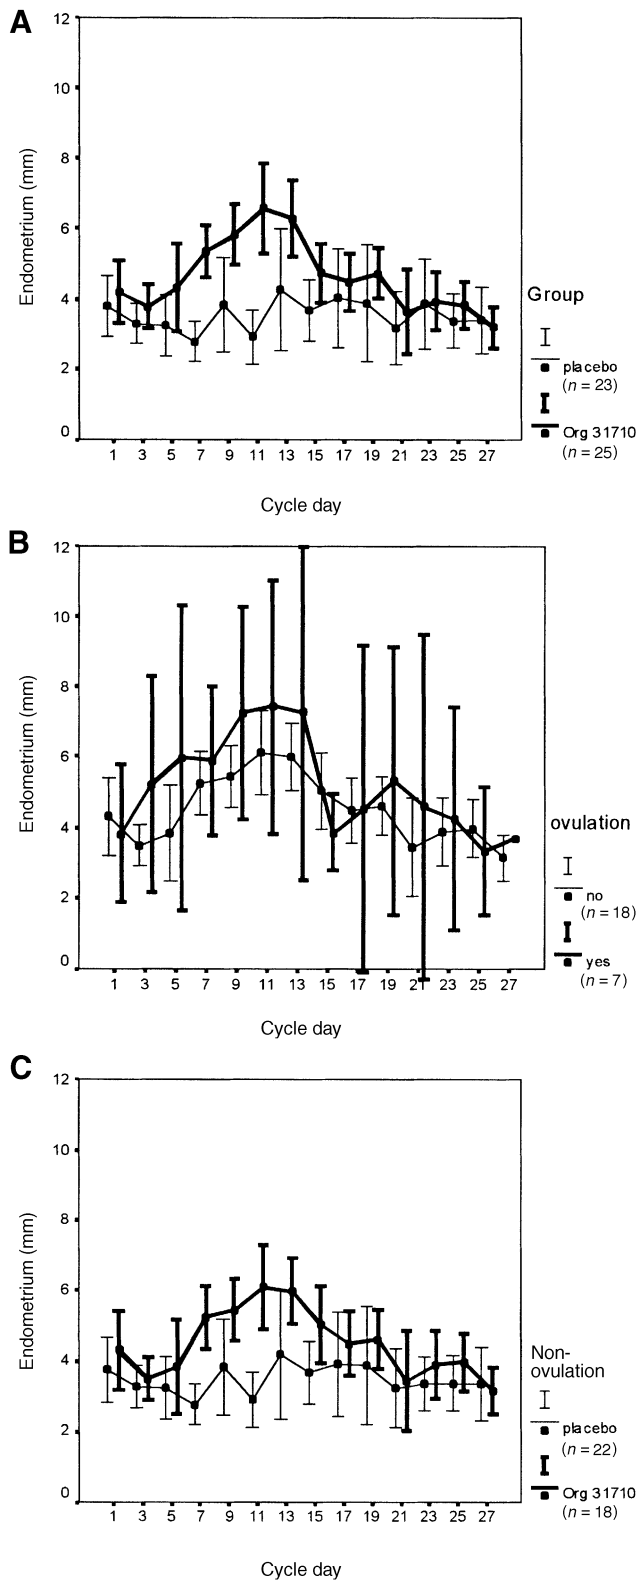 A
12
10
8
6
4
2
0
Endometrium (mm)
1 3 5 7 9 11 13 15 17 19 21 23 25 27
Cycle day
Group
placebo
(n = 23)
Org 31710
(n = 25)
B
12
10
8
6
4
2
0
Endometrium (mm)
1 3 5 7 9 11 13 15 17 19 21 23 25 27
Cycle day
ovulation
no
(n = 18)
yes
(n = 7)
C
12
10
8
6
4
2
0
Endometrium (mm)
1 3 5 7 9 11 13 15 17 19 21 23 25 27
Cycle day
Non-
ovulation
placebo
(n = 22)
Org 31710
(n = 18)